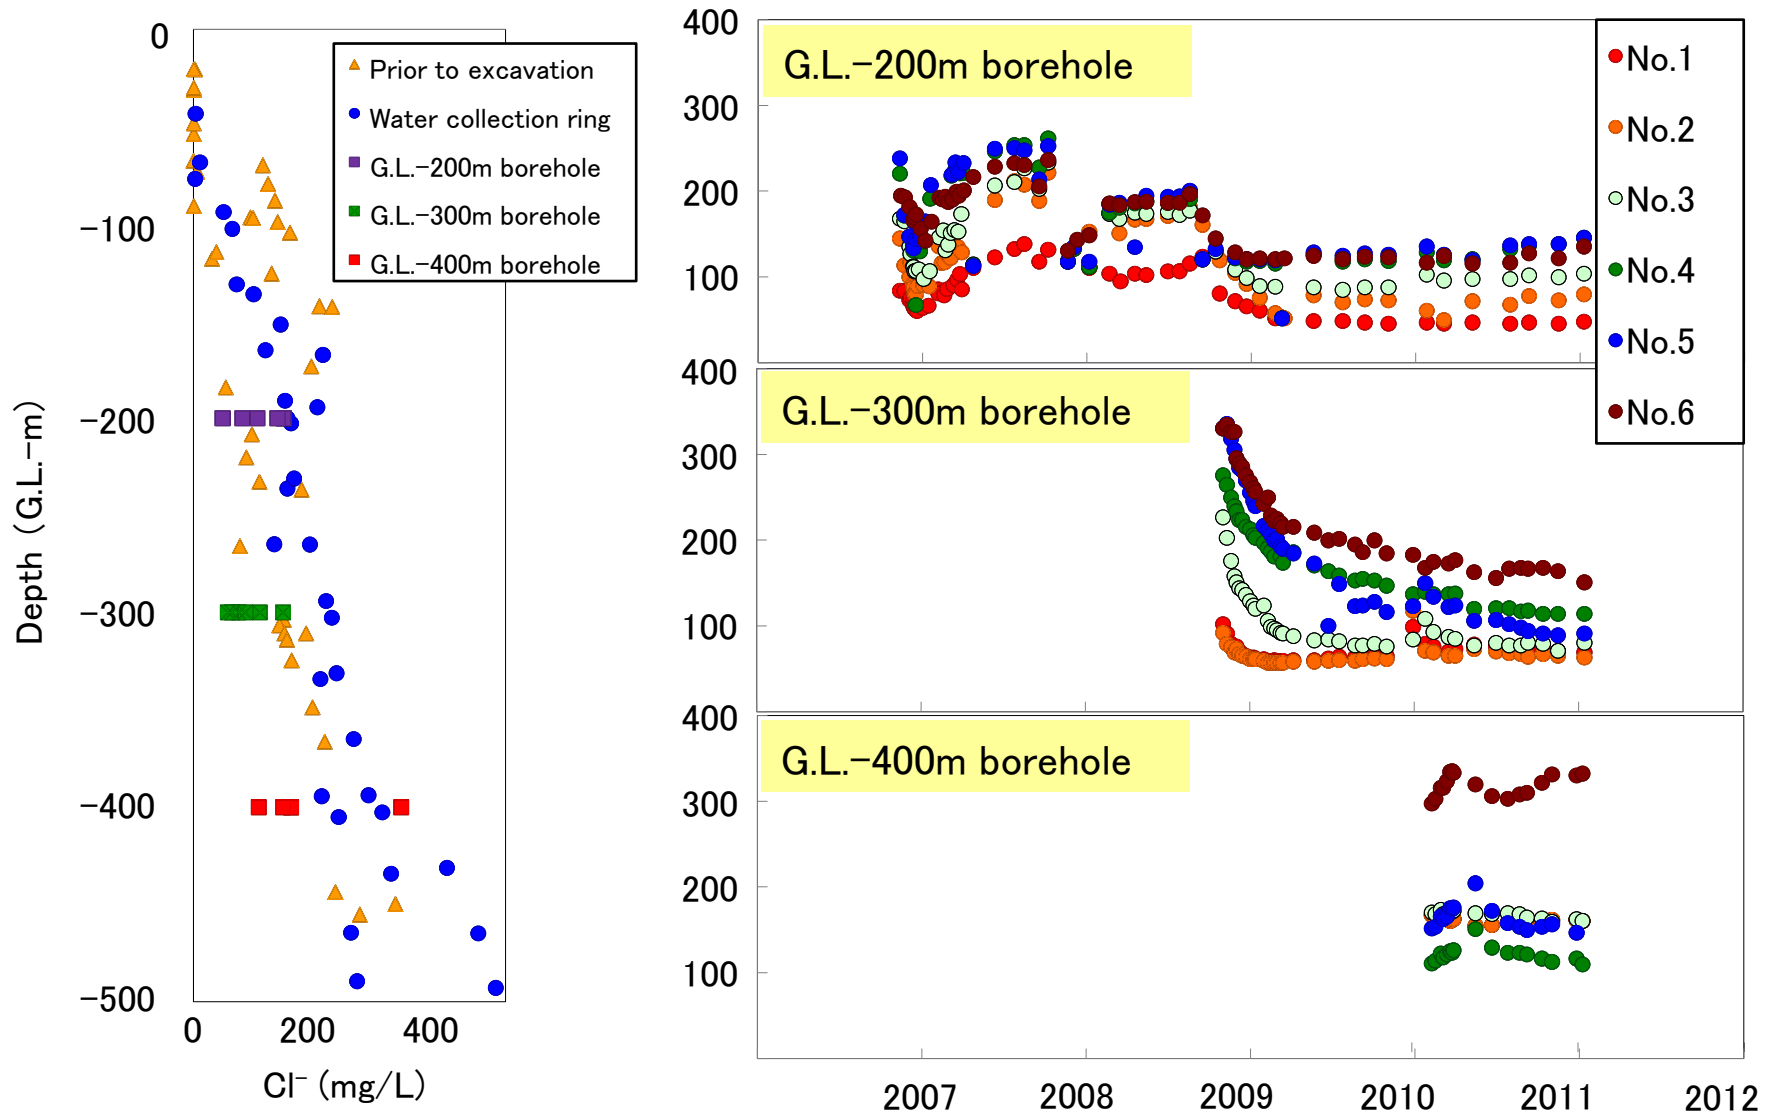 0
-100
-200
-300
-400
-500
Depth (G.L.-m)
0 200 400
Cl⁻ (mg/L)
Prior to excavation
Water collection ring
G.L.-200m borehole
G.L.-300m borehole
G.L.-400m borehole
400
300
200
100
G.L.-200m borehole
400
300
200
100
G.L.-300m borehole
400
300
200
100
G.L.-400m borehole
2007 2008 2009 2010 2011 2012
No.1
No.2
No.3
No.4
No.5
No.6